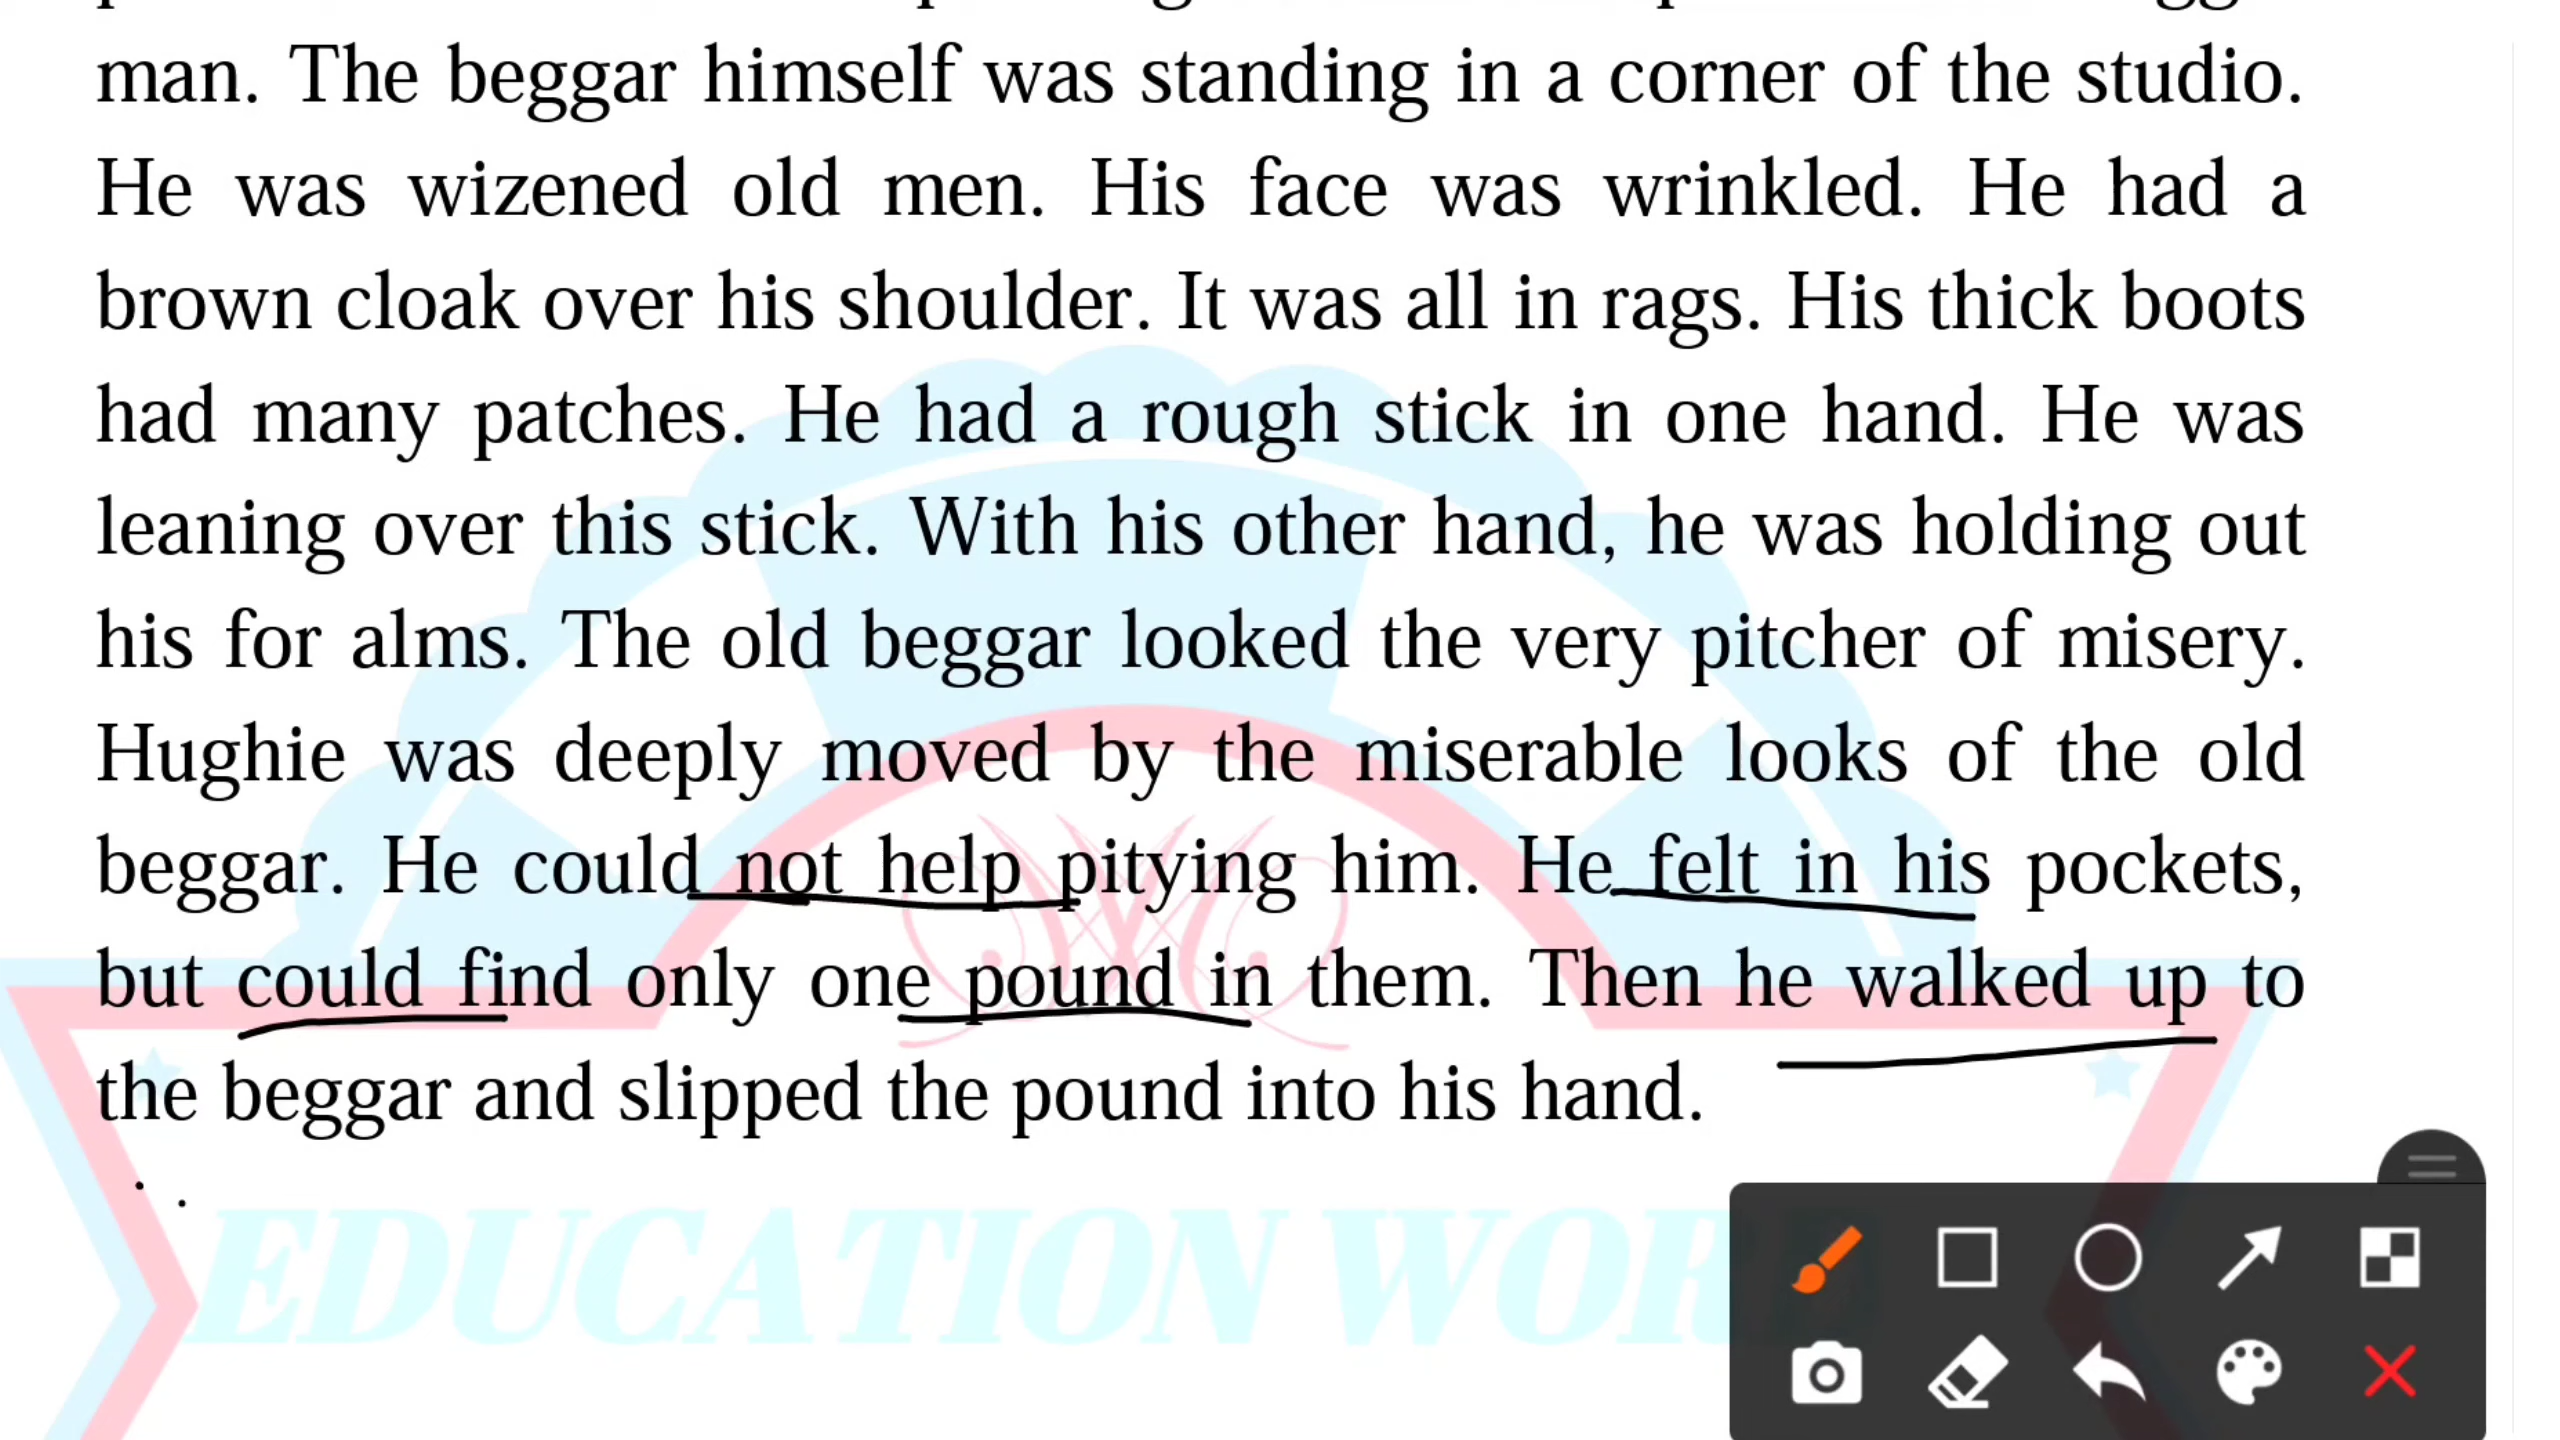 man. The beggar himself was standing in a corner of the studio.
He was wizened old men. His face was wrinkled. He had a
brown cloak over his shoulder. It was all in rags. His thick boots
had many patches. He had a rough stick in one hand. He was
leaning over this stick. With his other hand, he was holding out
his for alms. The old beggar looked the very pitcher of misery.
Hughie was deeply moved by the miserable looks of the old
beggar. He could not help pitying him. He felt in his pockets,
but could find only one pound in them. Then he walked up to
the beggar and slipped the pound into his hand.
EDUCATION WOR